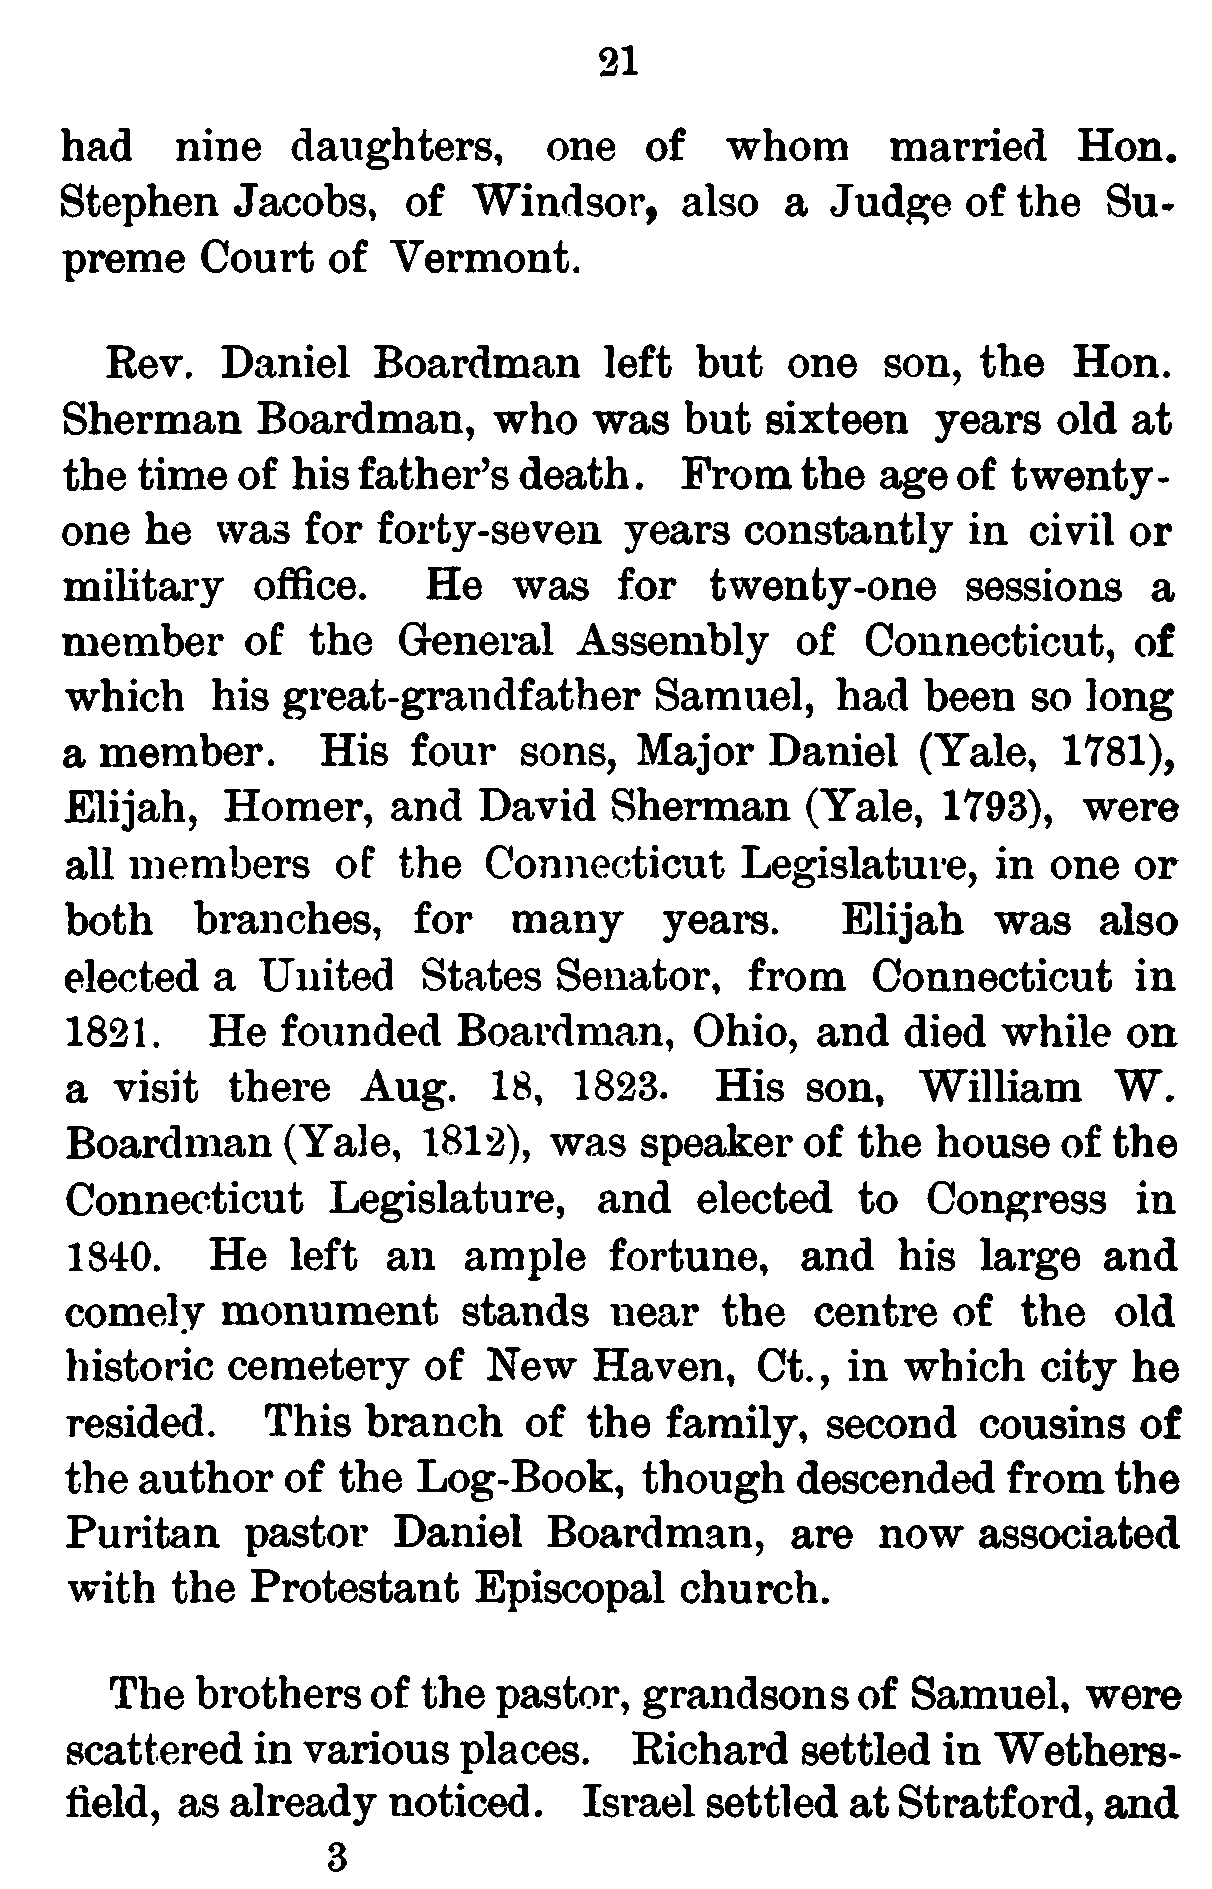 21
had nine daughters, one of whom married Hon.
Stephen Jacobs, of Windsor, also a Judge of the Su-
preme Court of Vermont.
Rev. Daniel Boardman left but one son, the Hon.
Sherman Boardman, who was but sixteen years old at
the time of his father's death. From the age of twenty-
one he was for forty-seven years constantly in civil or
military office. He was for twenty-one sessions a
member of the General Assembly of Connecticut, of
which his great-grandfather Samuel, had been so long
a member. His four sons, Major Daniel (Yale, 1781),
Elijah, Homer, and David Sherman (Yale, 1793), were
all members of the Connecticut Legislature, in one or
both branches, for many years. Elijah was also
elected a United States Senator, from Connecticut in
1821. He founded Boardman, Ohio, and died while on
a visit there Aug. 18, 1823. His son, William W.
Boardman (Yale, 1812), was speaker of the house of the
Connecticut Legislature, and elected to Congress in
1840. He left an ample fortune, and his large and
comely monument stands near the centre of the old
historic cemetery of New Haven, Ct., in which city he
resided. This branch of the family, second cousins of
the author of the Log-Book, though descended from the
Puritan pastor Daniel Boardman, are now associated
with the Protestant Episcopal church.
The brothers of the pastor, grandsons of Samuel, were
scattered in various places. Richard settled in Wethers-
field, as already noticed. Israel settled at Stratford, and
3